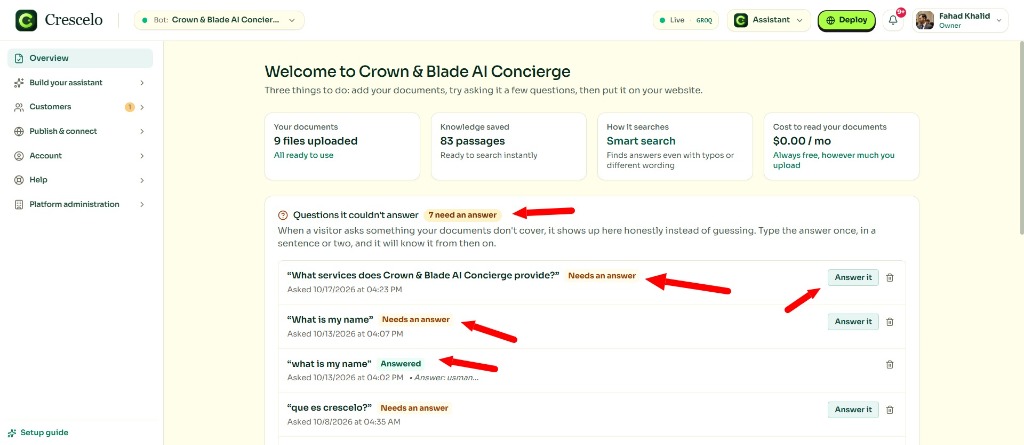 Crescelo
Bot: Crown & Blade AI Concier...
Live · GROQ
Assistant
Deploy
9+
Fahad Khalid
Owner
Overview
Build your assistant
Customers 1
Publish & connect
Account
Help
Platform administration
Setup guide
Welcome to Crown & Blade AI Concierge
Three things to do: add your documents, try asking it a few questions, then put it on your website.
Your documents
9 files uploaded
All ready to use
Knowledge saved
83 passages
Ready to search instantly
How it searches
Smart search
Finds answers even with typos or
different wording
Cost to read your documents
$0.00 / mo
Always free, however much you
upload
Questions it couldn't answer 7 need an answer
When a visitor asks something your documents don't cover, it shows up here honestly instead of guessing. Type the answer once, in a
sentence or two, and it will know it from then on.
“What services does Crown & Blade AI Concierge provide?” Needs an answer
Asked 10/17/2026 at 04:23 PM
Answer it
“What is my name” Needs an answer
Asked 10/13/2026 at 04:07 PM
Answer it
“what is my name” Answered
Asked 10/13/2026 at 04:02 PM • Answer: usman...
“que es crescelo?” Needs an answer
Asked 10/8/2026 at 04:35 AM
Answer it